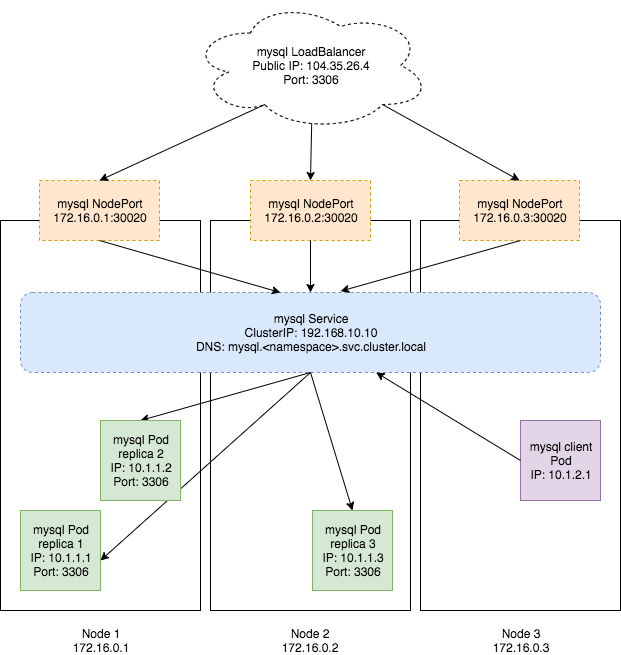 mysql LoadBalancer
Public IP: 104.35.26.4
Port: 3306
mysql NodePort
172.16.0.1:30020
mysql NodePort
172.16.0.2:30020
mysql NodePort
172.16.0.3:30020
mysql Service
ClusterIP: 192.168.10.10
DNS: mysql.<namespace>.svc.cluster.local
mysql Pod
replica 2
IP: 10.1.1.2
Port: 3306
mysql client
Pod
IP: 10.1.2.1
mysql Pod
replica 1
IP: 10.1.1.1
Port: 3306
mysql Pod
replica 3
IP: 10.1.1.3
Port: 3306
Node 1
172.16.0.1
Node 2
172.16.0.2
Node 3
172.16.0.3